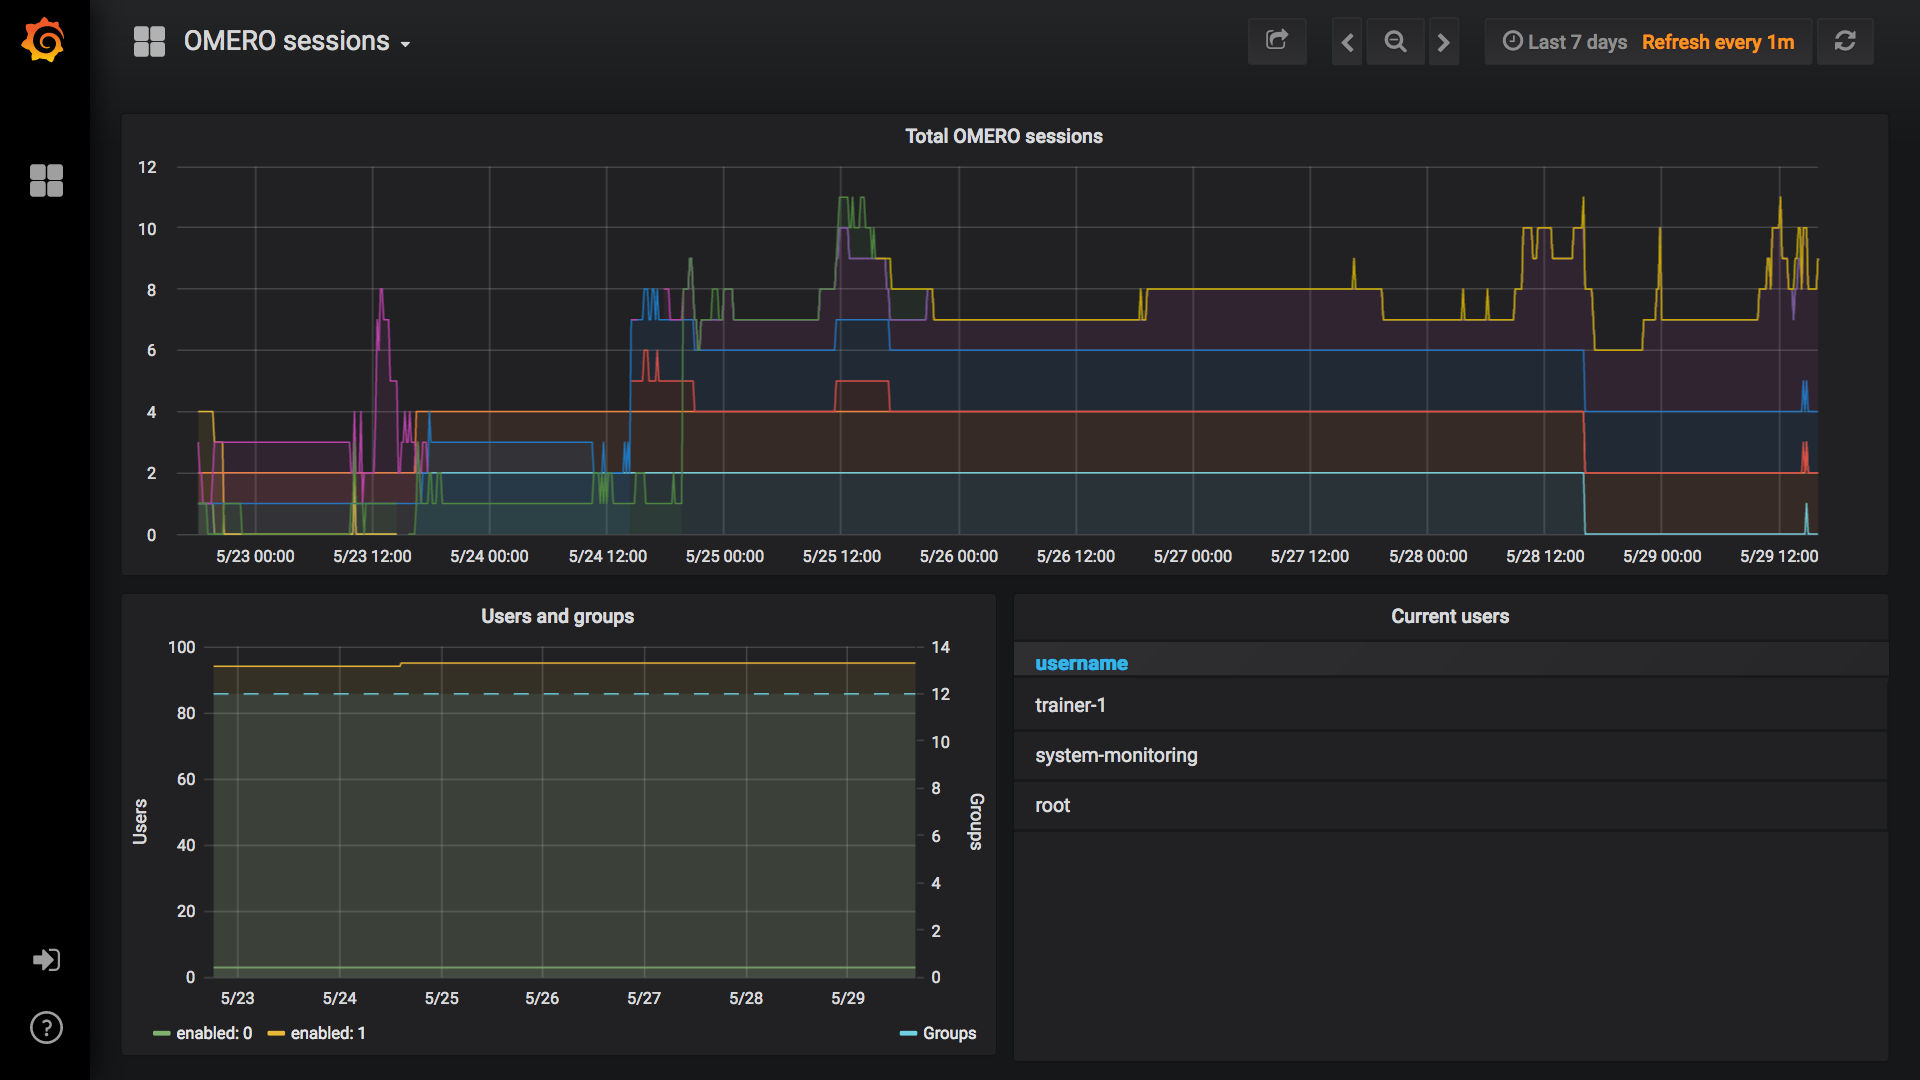 OMERO sessions
Last 7 days Refresh every 1m
Total OMERO sessions
12
10
8
6
4
2
0
5/23 00:00 5/23 12:00 5/24 00:00 5/24 12:00 5/25 00:00 5/25 12:00 5/26 00:00 5/26 12:00 5/27 00:00 5/27 12:00 5/28 00:00 5/28 12:00 5/29 00:00 5/29 12:00
Users and groups
100
80
60
40
20
0
Users
14
12
10
8
6
4
2
0
Groups
5/23 5/24 5/25 5/26 5/27 5/28 5/29
enabled: 0 enabled: 1 Groups
Current users
username
trainer-1
system-monitoring
root
?